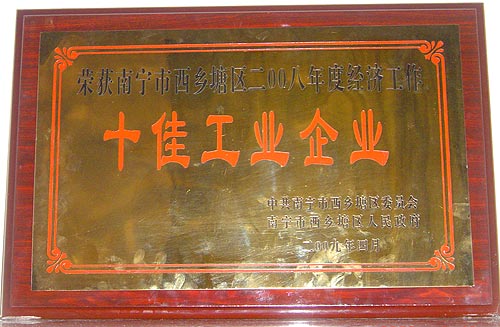 荣获南宁市西乡塘区二00八年度经济工作
十佳工业企业
中共南宁市西乡塘区委员会
南宁市西乡塘区人民政府
二00九年四月